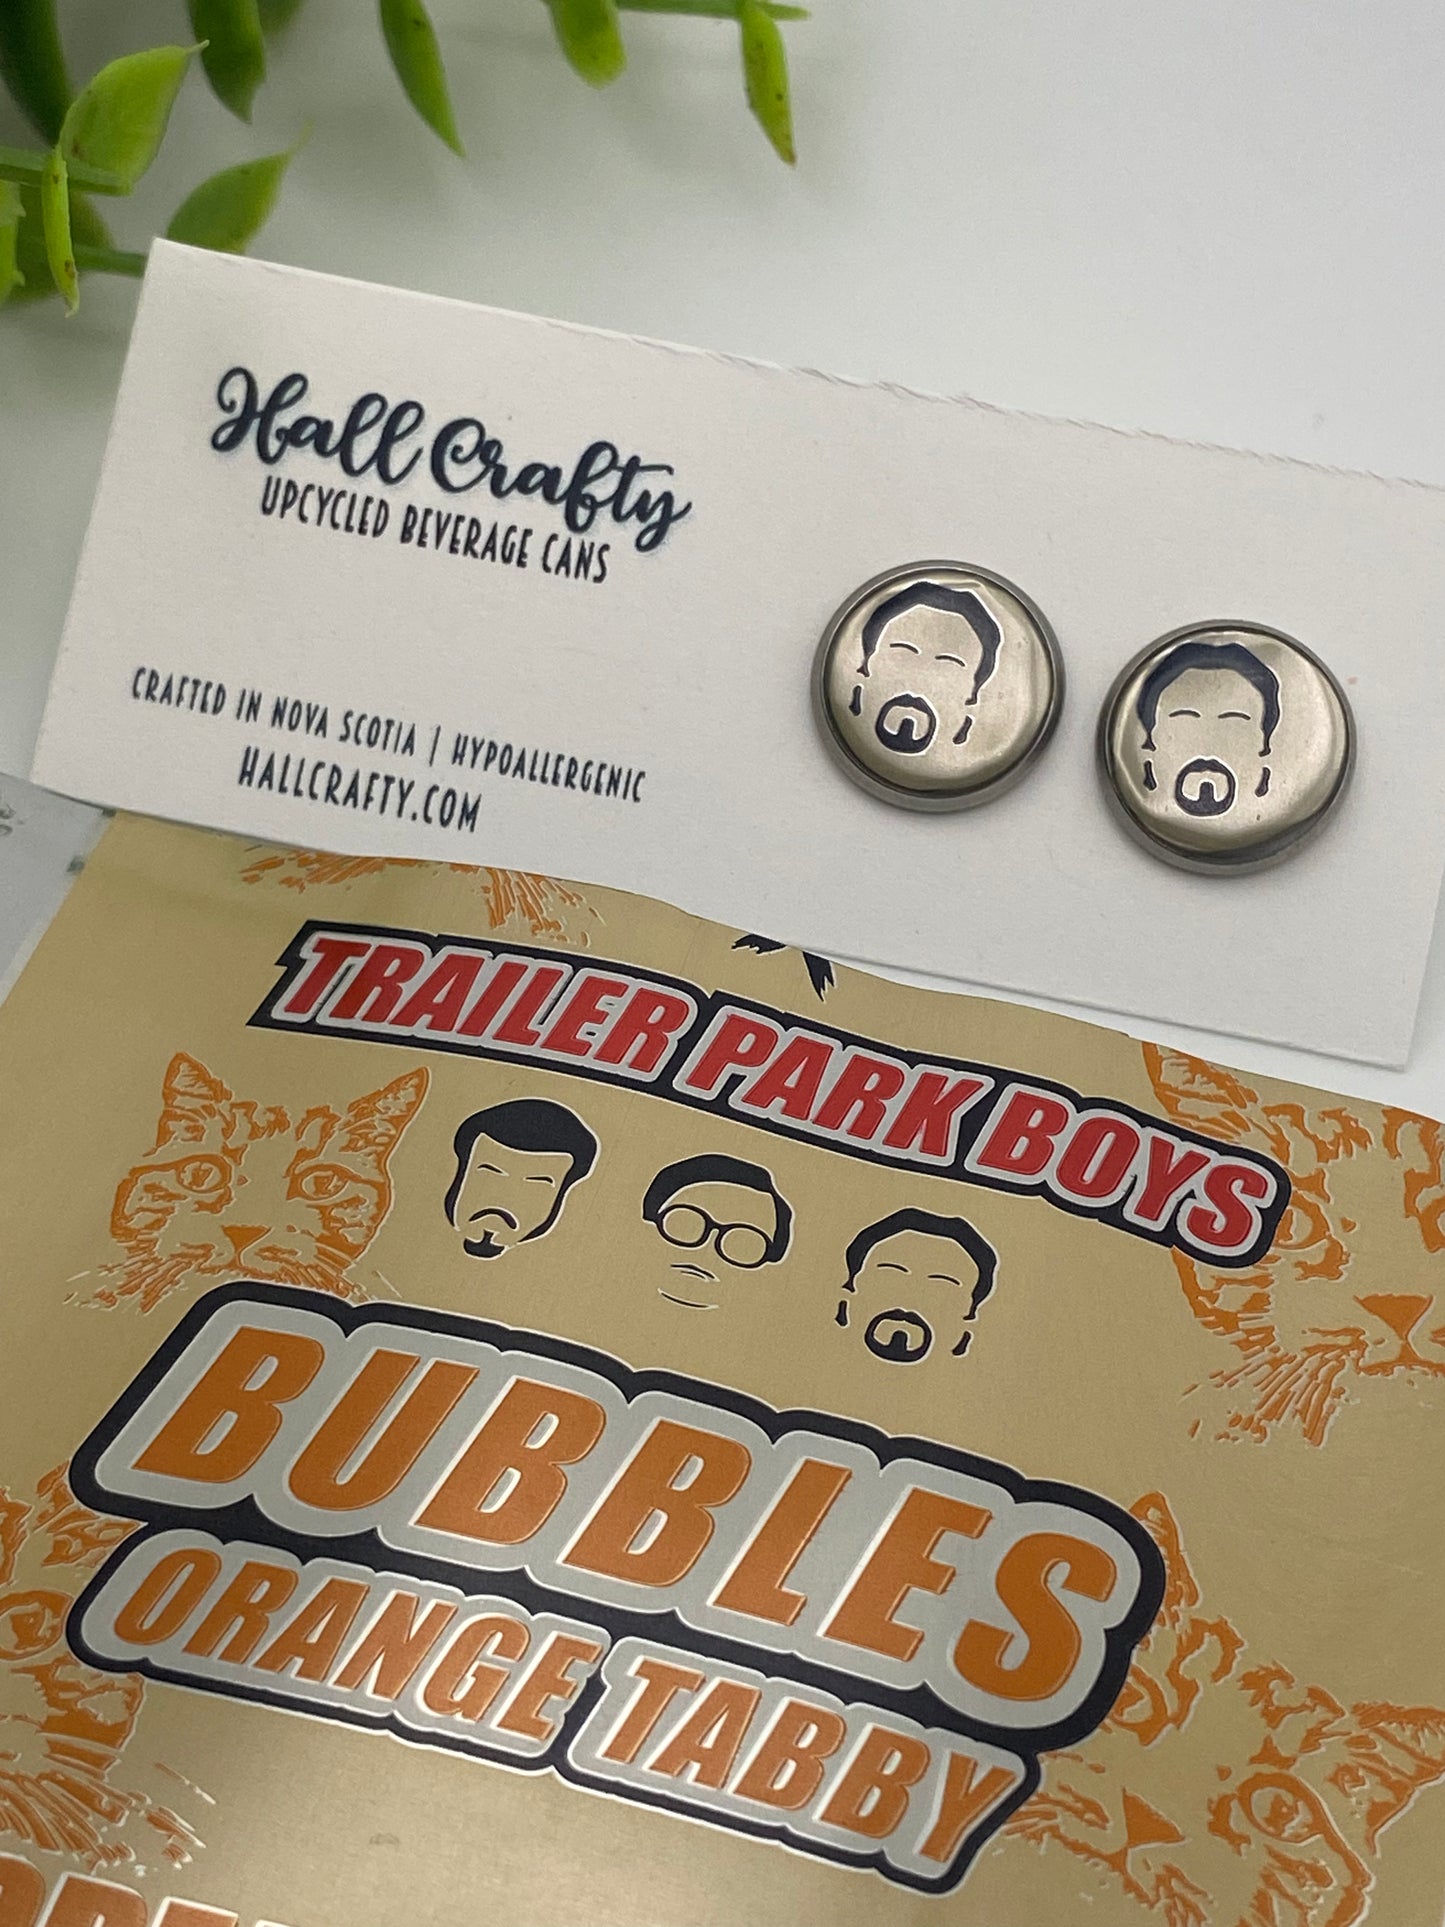 Hall Crafty
UPCYCLED BEVERAGE CANS
CRAFTED IN NOVA SCOTIA | HYPOALLERGENIC
HALLCRAFTY.COM
TRAILER PARK BOYS
BUBBLES
ORANGE TABBY